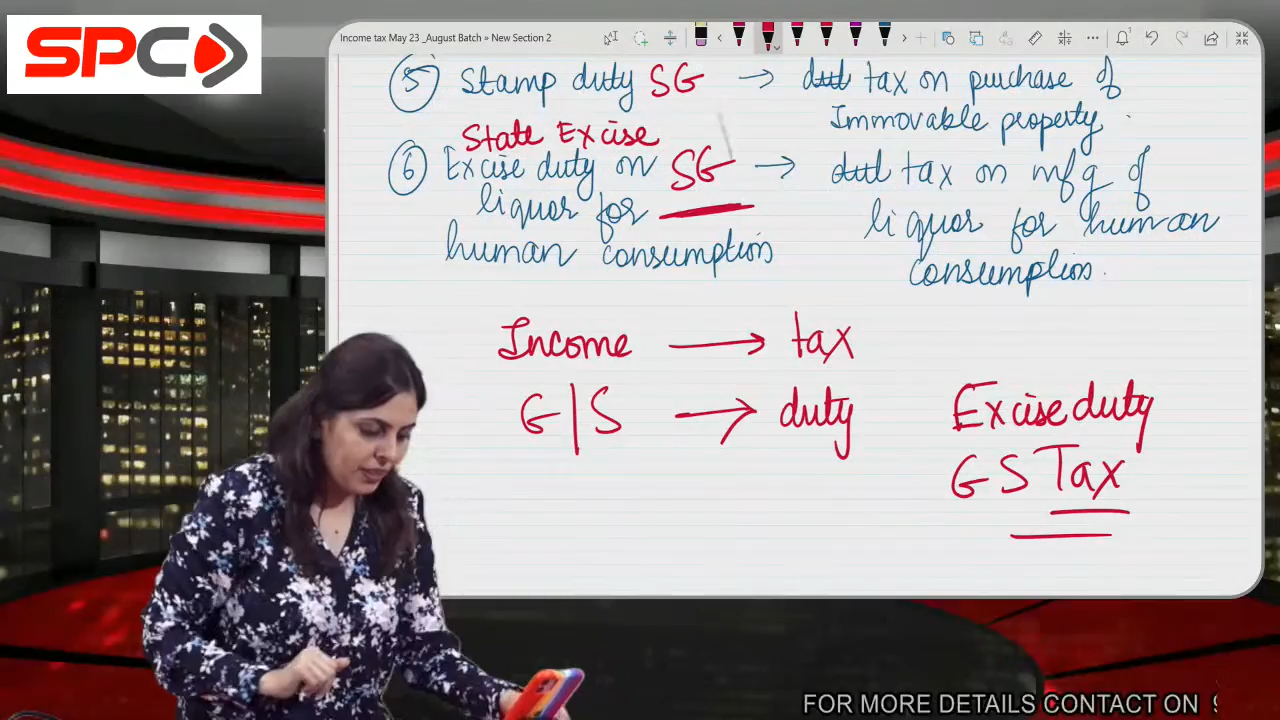 SPC
Income tax May 23 _August Batch » New Section 2
5 Stamp duty SG → tax on purchase of
Immovable property.
State Excise
6 Excise duty on SG → tax on mfg of
liquor for
liquor for human
human consumption
consumption.
Income → tax
G|S → duty
Excise duty
GS Tax
FOR MORE DETAILS CONTACT ON 9